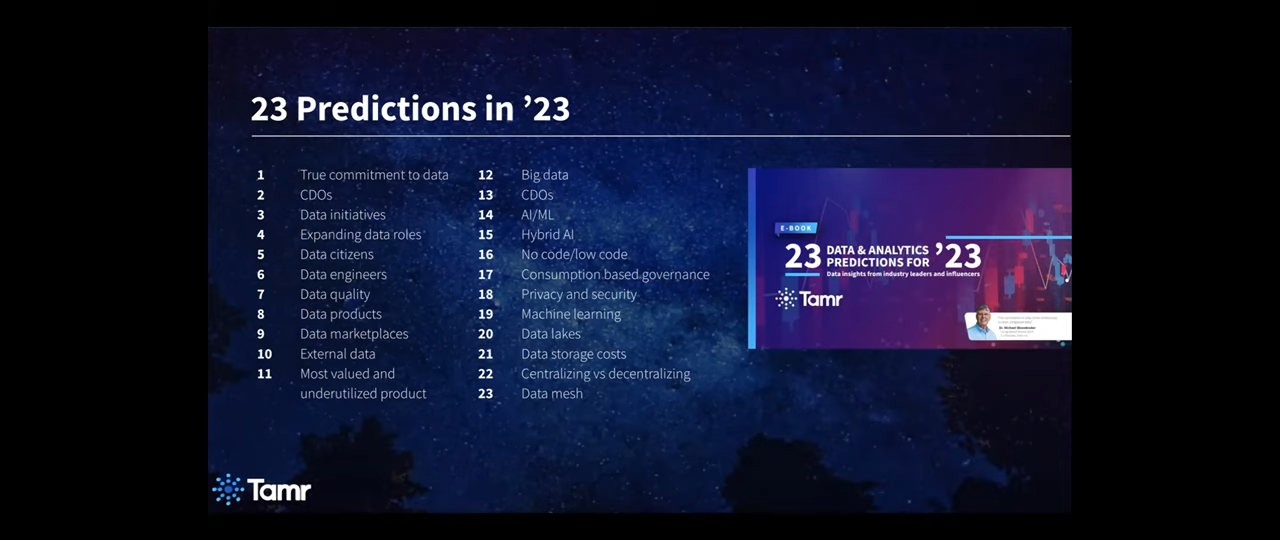 23 Predictions in ’23
1 True commitment to data
2 CDOs
3 Data initiatives
4 Expanding data roles
5 Data citizens
6 Data engineers
7 Data quality
8 Data products
9 Data marketplaces
10 External data
11 Most valued and
underutilized product
12 Big data
13 CDOs
14 AI/ML
15 Hybrid AI
16 No code/low code
17 Consumption based governance
18 Privacy and security
19 Machine learning
20 Data lakes
21 Data storage costs
22 Centralizing vs decentralizing
23 Data mesh
E-BOOK
23 DATA & ANALYTICS PREDICTIONS FOR ’23
Data insights from industry leaders and influencers
Tamr
Dr. Michael Stonebraker
Tamr